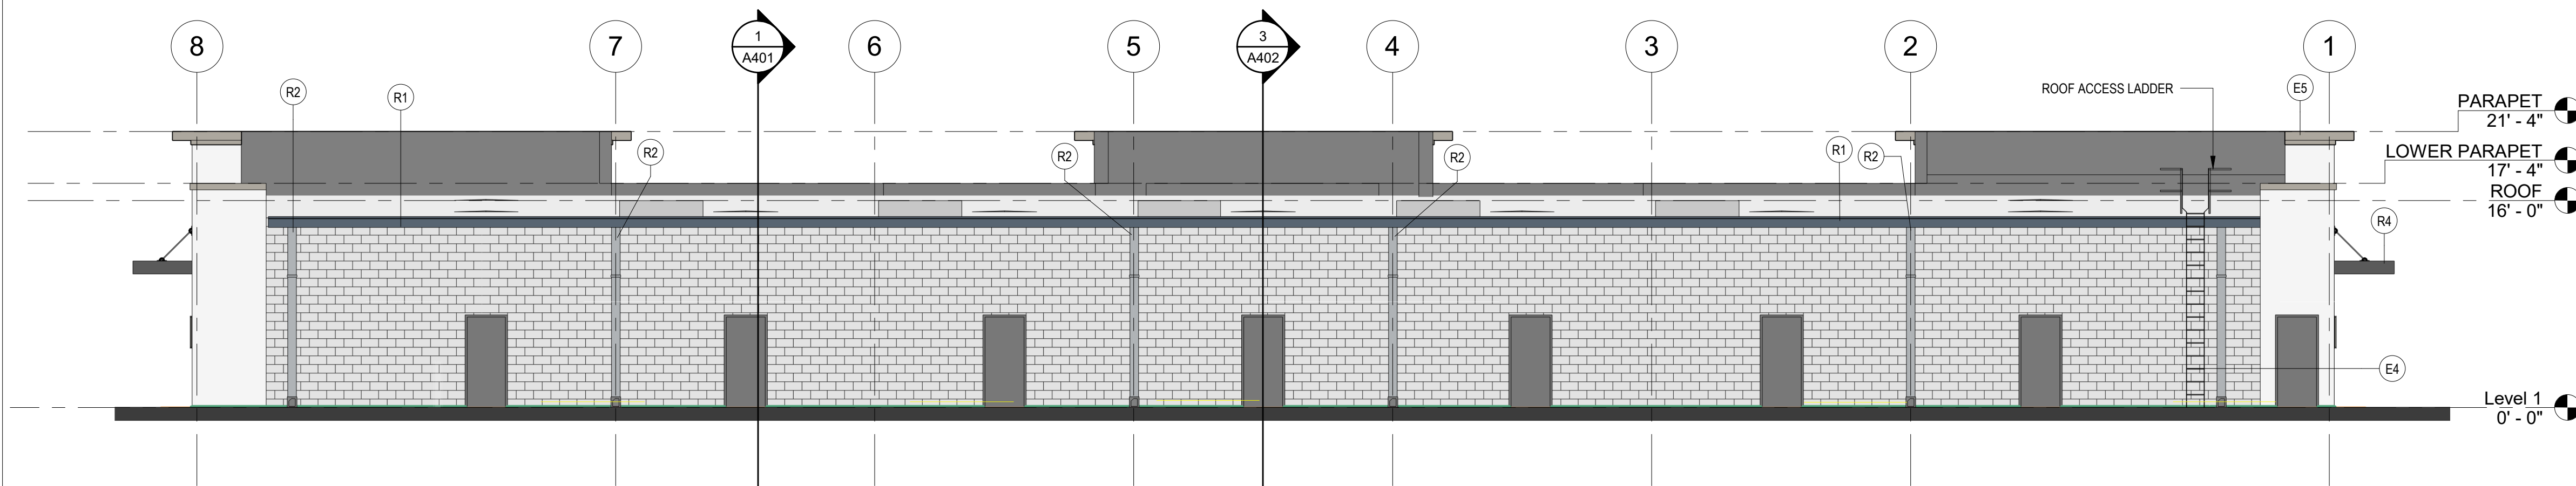 8
7
1
A401
6
5
3
A402
4
3
2
1
R2
R1
ROOF ACCESS LADDER
E5
PARAPET
21' - 4"
R2
R2
R2
R1
R2
LOWER PARAPET
17' - 4"
ROOF
16' - 0"
R4
E4
Level 1
0' - 0"